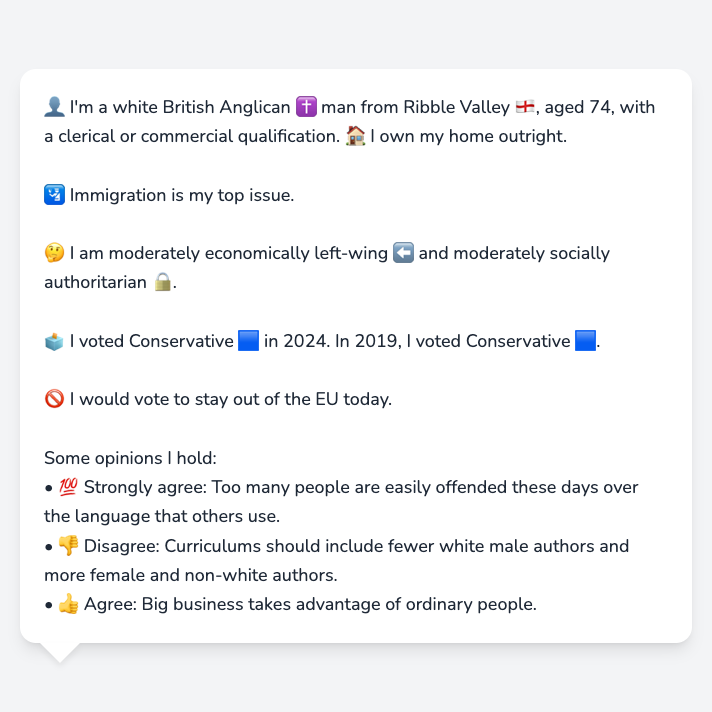 👤 I'm a white British Anglican ✝️ man from Ribble Valley 🏴󠁧󠁢󠁥󠁮󠁧󠁿, aged 74, with
a clerical or commercial qualification. 🏠 I own my home outright.
🛂 Immigration is my top issue.
🤔 I am moderately economically left-wing ⬅️ and moderately socially
authoritarian 🔒.
🗳️ I voted Conservative 🟦 in 2024. In 2019, I voted Conservative 🟦.
🚫 I would vote to stay out of the EU today.
Some opinions I hold:
• 💯 Strongly agree: Too many people are easily offended these days over
the language that others use.
• 👎 Disagree: Curriculums should include fewer white male authors and
more female and non-white authors.
• 👍 Agree: Big business takes advantage of ordinary people.